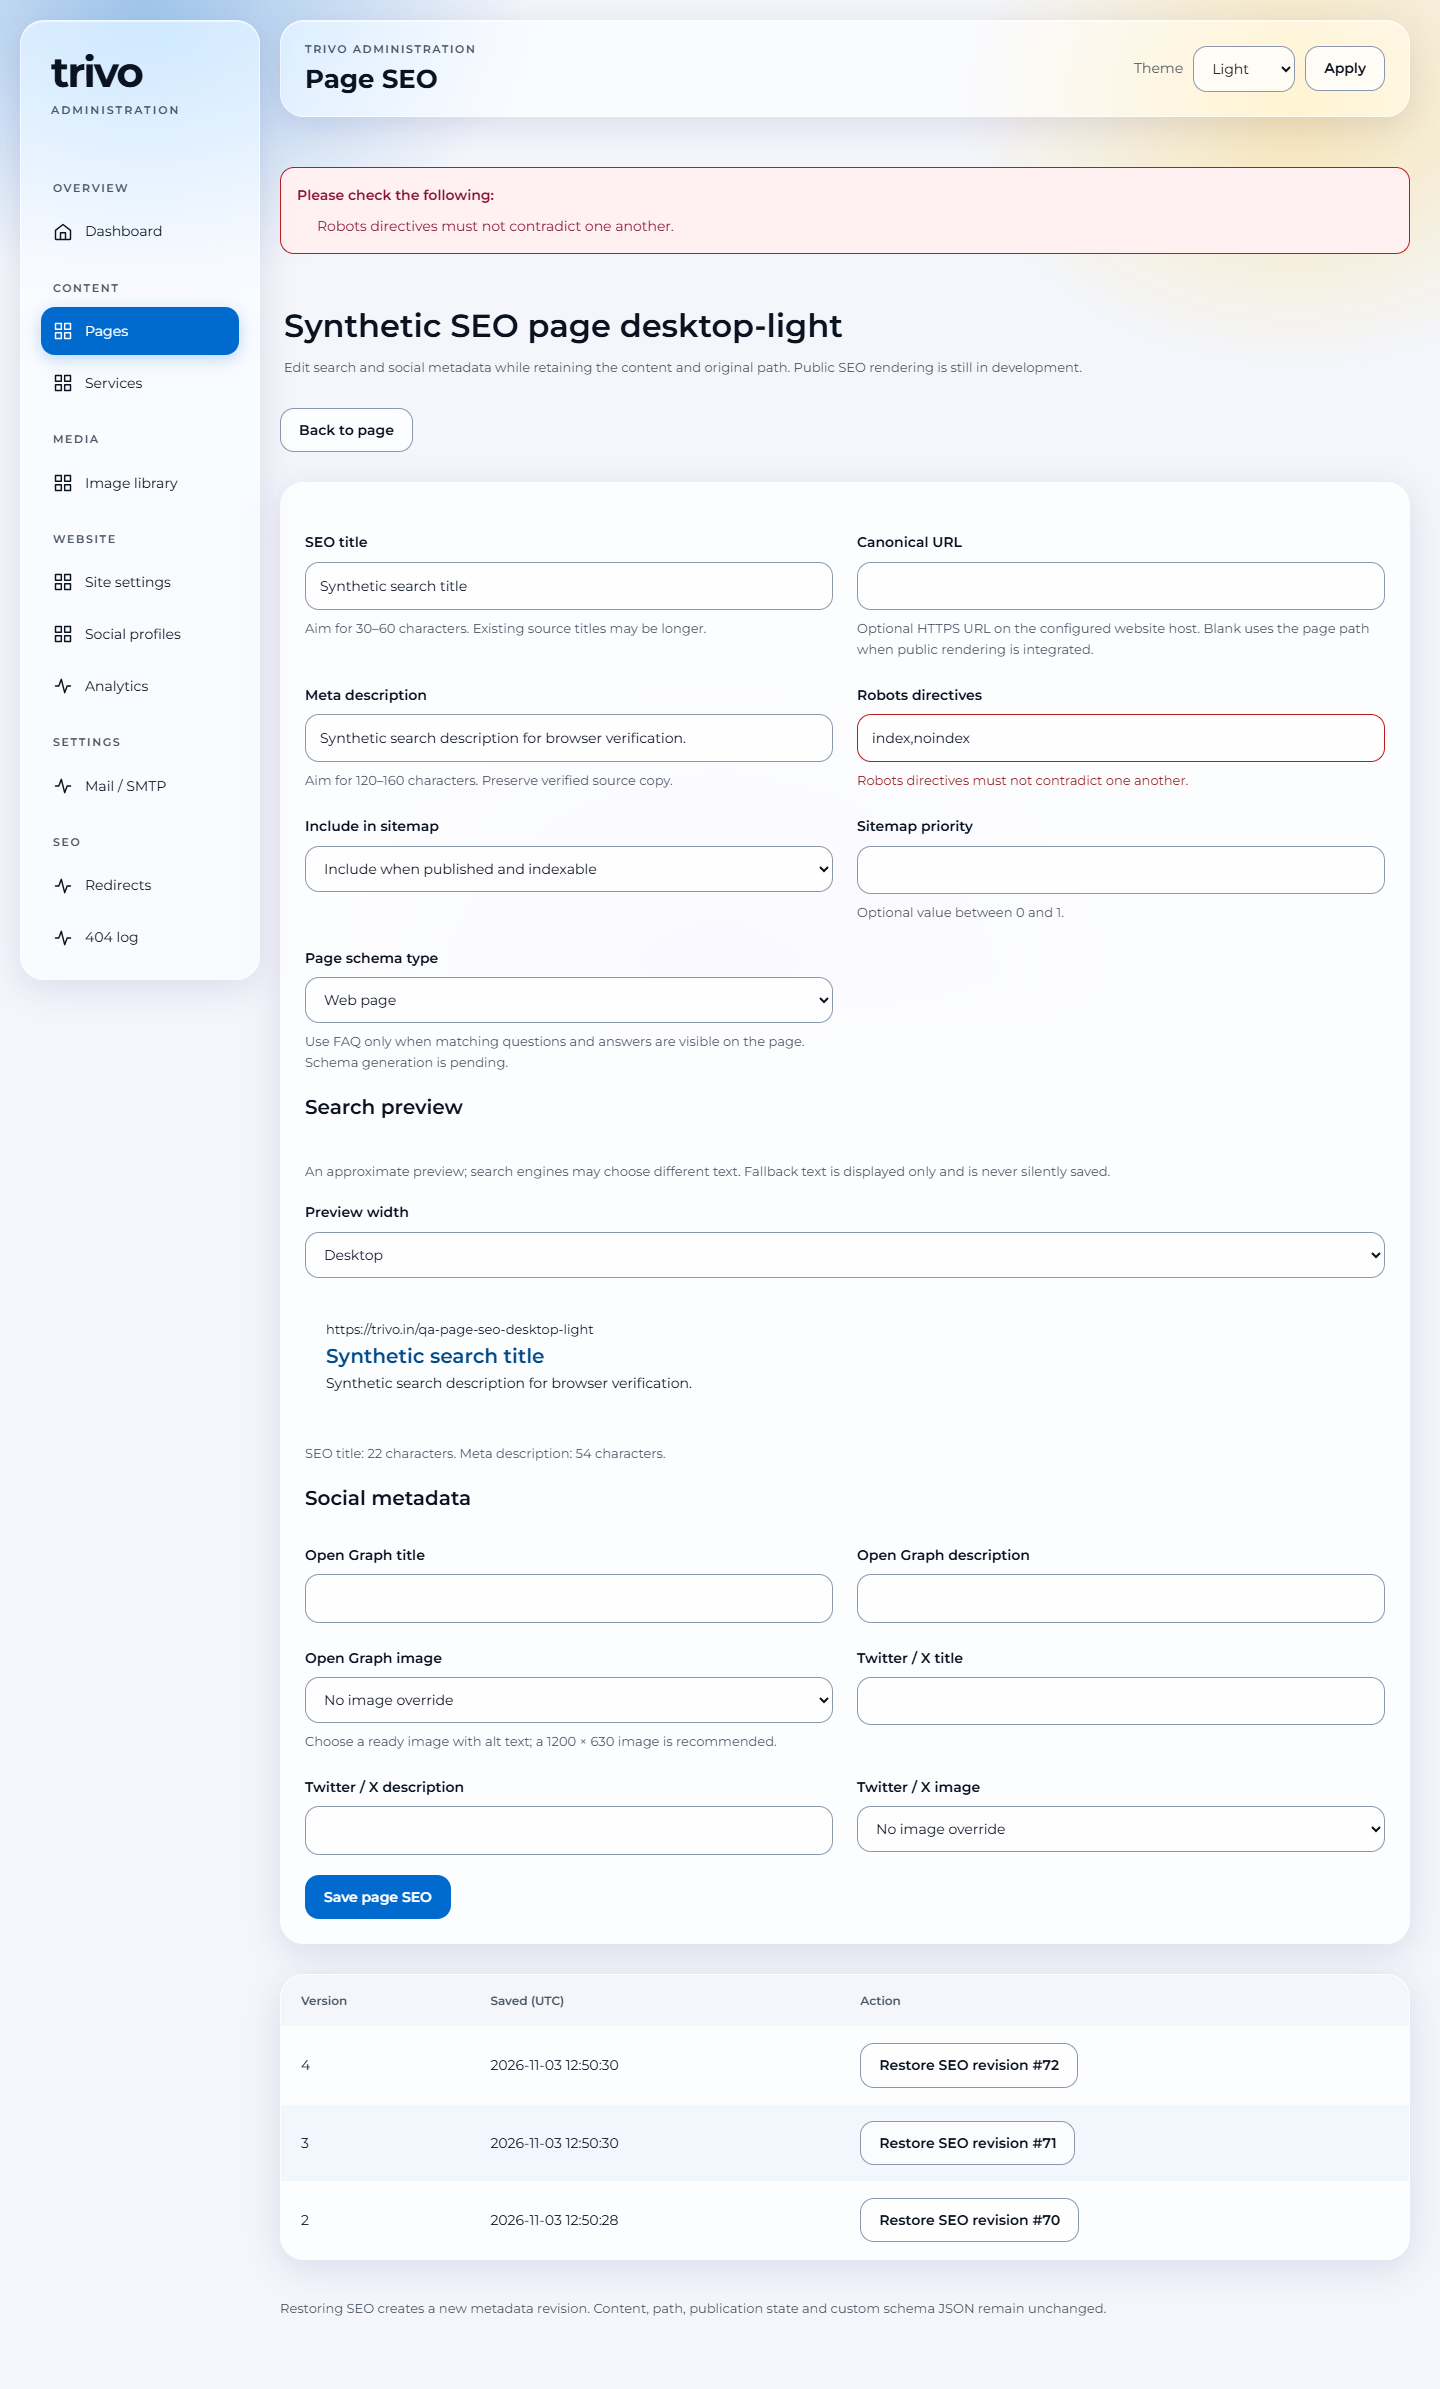 trivo
ADMINISTRATION
OVERVIEW
Dashboard
CONTENT
Pages
Services
MEDIA
Image library
WEBSITE
Site settings
Social profiles
Analytics
SETTINGS
Mail / SMTP
SEO
Redirects
404 log
TRIVO ADMINISTRATION
Page SEO
Theme
Light
Apply
Please check the following:
Robots directives must not contradict one another.
Synthetic SEO page desktop-light
Edit search and social metadata while retaining the content and original path. Public SEO rendering is still in development.
Back to page
SEO title
Synthetic search title
Aim for 30–60 characters. Existing source titles may be longer.
Canonical URL
Optional HTTPS URL on the configured website host. Blank uses the page path
when public rendering is integrated.
Meta description
Synthetic search description for browser verification.
Aim for 120–160 characters. Preserve verified source copy.
Robots directives
index,noindex
Robots directives must not contradict one another.
Include in sitemap
Include when published and indexable
Sitemap priority
Optional value between 0 and 1.
Page schema type
Web page
Use FAQ only when matching questions and answers are visible on the page.
Schema generation is pending.
Search preview
An approximate preview; search engines may choose different text. Fallback text is displayed only and is never silently saved.
Preview width
Desktop
https://trivo.in/qa-page-seo-desktop-light
Synthetic search title
Synthetic search description for browser verification.
SEO title: 22 characters. Meta description: 54 characters.
Social metadata
Open Graph title
Open Graph description
Open Graph image
No image override
Choose a ready image with alt text; a 1200 × 630 image is recommended.
Twitter / X title
Twitter / X description
Twitter / X image
No image override
Save page SEO
Version Saved (UTC) Action
4 2026-11-03 12:50:30 Restore SEO revision #72
3 2026-11-03 12:50:30 Restore SEO revision #71
2 2026-11-03 12:50:28 Restore SEO revision #70
Restoring SEO creates a new metadata revision. Content, path, publication state and custom schema JSON remain unchanged.